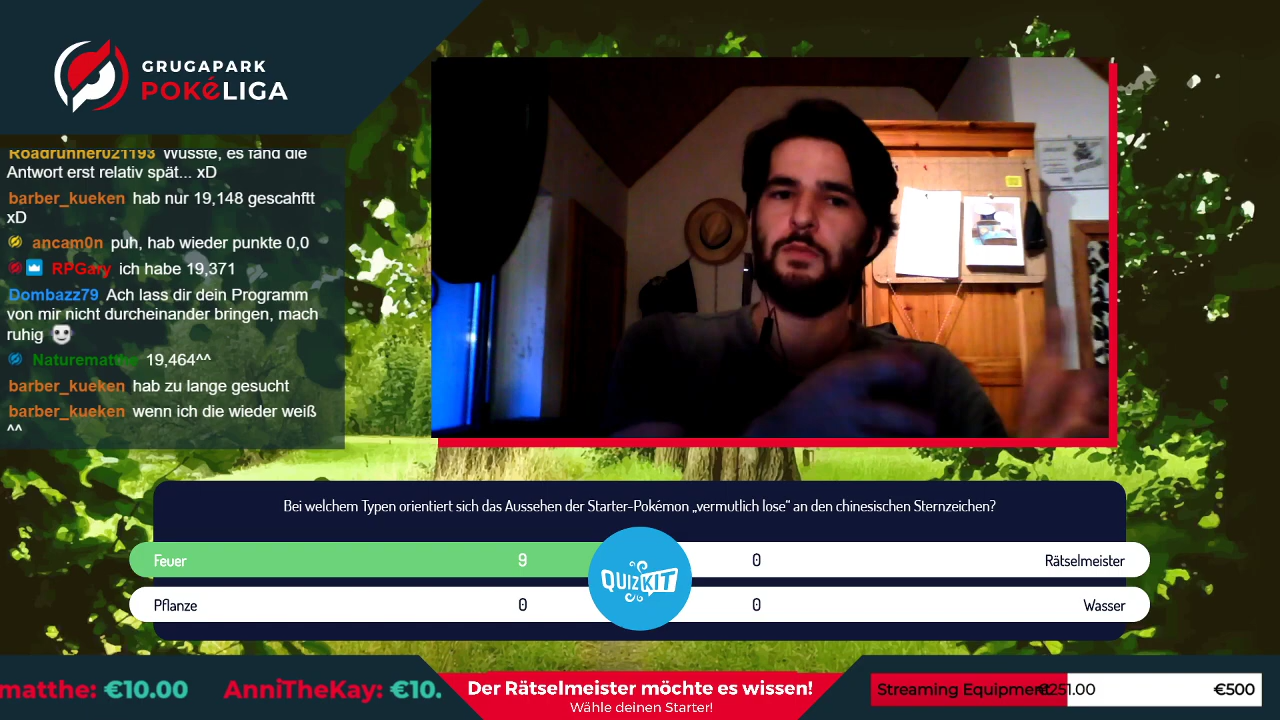 GRUGAPARK
POKéLIGA
Roadrunner021193 Wusste, es fand die
Antwort erst relativ spät... xD
barber_kueken hab nur 19,148 gescahftt
xD
ancam0n puh, hab wieder punkte 0,0
RPGary ich habe 19,371
Dombazz79 Ach lass dir dein Programm
von mir nicht durcheinander bringen, mach
ruhig
Naturematthe 19,464^^
barber_kueken hab zu lange gesucht
barber_kueken wenn ich die wieder weiß
^^
Bei welchem Typen orientiert sich das Aussehen der Starter-Pokémon „vermutlich lose“ an den chinesischen Sternzeichen?
Feuer 9
0 Rätselmeister
Pflanze 0
0 Wasser
QUIZKIT
matthe: €10.00 AnniTheKay: €10.
Der Rätselmeister möchte es wissen!
Wähle deinen Starter!
Streaming Equipment €251.00 €500